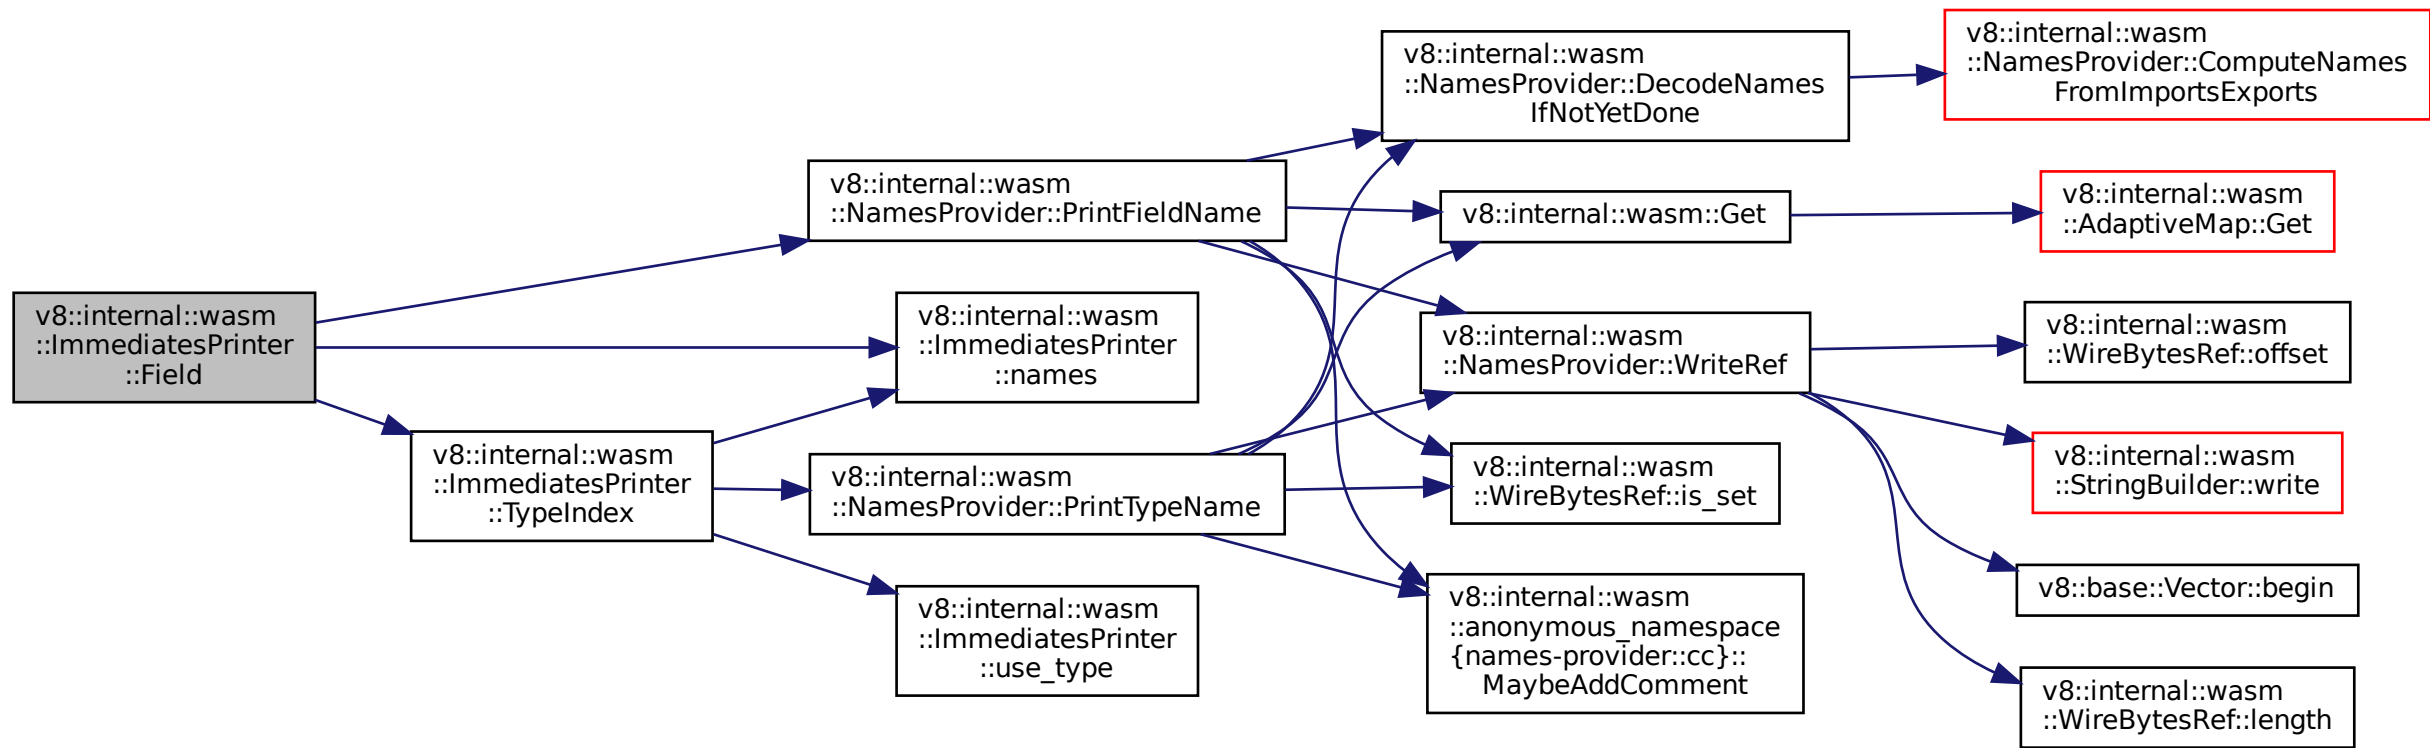 v8::internal::wasm
::ImmediatesPrinter
::Field
v8::internal::wasm
::NamesProvider::PrintFieldName
v8::internal::wasm
::ImmediatesPrinter
::names
v8::internal::wasm
::ImmediatesPrinter
::TypeIndex
v8::internal::wasm
::NamesProvider::PrintTypeName
v8::internal::wasm
::ImmediatesPrinter
::use_type
v8::internal::wasm
::NamesProvider::DecodeNames
IfNotYetDone
v8::internal::wasm::Get
v8::internal::wasm
::NamesProvider::WriteRef
v8::internal::wasm
::WireBytesRef::is_set
v8::internal::wasm
::anonymous_namespace
{names-provider::cc}::
MaybeAddComment
v8::internal::wasm
::NamesProvider::ComputeNames
FromImportsExports
v8::internal::wasm
::AdaptiveMap::Get
v8::internal::wasm
::WireBytesRef::offset
v8::internal::wasm
::StringBuilder::write
v8::base::Vector::begin
v8::internal::wasm
::WireBytesRef::length